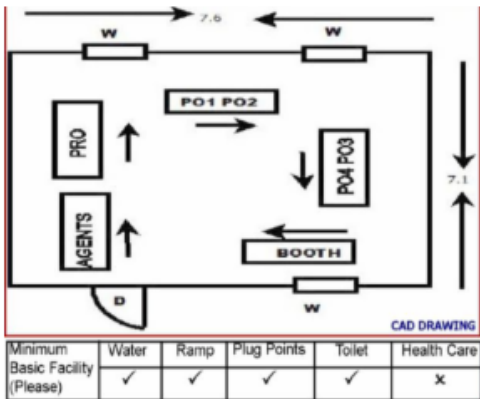 7.6
W
W
PO1 PO2
PRO
PO4 PO3
7.1
AGENTS
BOOTH
D
W
CAD DRAWING
Minimum Basic Facility (Please) Water Ramp Plug Points Toilet Health Care
✓ ✓ ✓ ✓ x